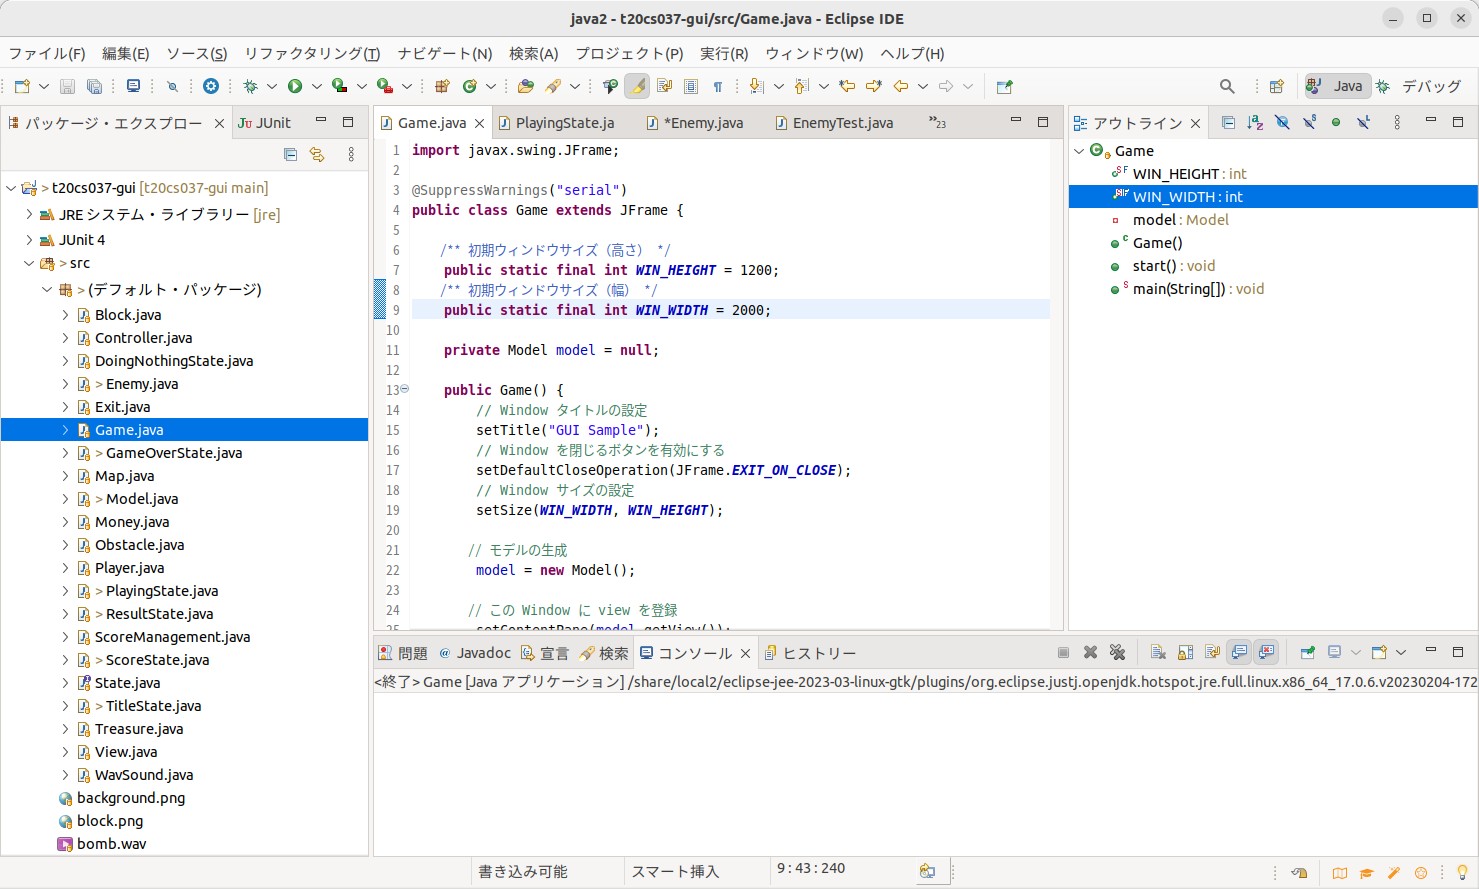 java2 - t20cs037-gui/src/Game.java - Eclipse IDE
ファイル(F) 編集(E) ソース(S) リファクタリング(T) ナビゲート(N) 検索(A) プロジェクト(P) 実行(R) ウィンドウ(W) ヘルプ(H)
Java デバッグ
パッケージ・エクスプロー JUnit
t20cs037-gui [t20cs037-gui main]
JRE システム・ライブラリー [jre]
JUnit 4
> src
> (デフォルト・パッケージ)
Block.java
Controller.java
DoingNothingState.java
> Enemy.java
Exit.java
Game.java
> GameOverState.java
Map.java
> Model.java
Money.java
Obstacle.java
Player.java
> PlayingState.java
> ResultState.java
ScoreManagement.java
> ScoreState.java
State.java
> TitleState.java
Treasure.java
View.java
WavSound.java
background.png
block.png
bomb.wav
Game.java PlayingState.ja *Enemy.java EnemyTest.java »23
1 import javax.swing.JFrame;
2
3 @SuppressWarnings("serial")
4 public class Game extends JFrame {
5
6 /** 初期ウィンドウサイズ（高さ） */
7 public static final int WIN_HEIGHT = 1200;
8 /** 初期ウィンドウサイズ（幅） */
9 public static final int WIN_WIDTH = 2000;
10
11 private Model model = null;
12
13 public Game() {
14 // Window タイトルの設定
15 setTitle("GUI Sample");
16 // Window を閉じるボタンを有効にする
17 setDefaultCloseOperation(JFrame.EXIT_ON_CLOSE);
18 // Window サイズの設定
19 setSize(WIN_WIDTH, WIN_HEIGHT);
20
21 // モデルの生成
22 model = new Model();
23
24 // この Window に view を登録
25 setContentPane(model.getView());
アウトライン
Game
WIN_HEIGHT : int
WIN_WIDTH : int
model : Model
Game()
start() : void
main(String[]) : void
問題 @ Javadoc 宣言 検索 コンソール ヒストリー
<終了> Game [Java アプリケーション] /share/local2/eclipse-jee-2023-03-linux-gtk/plugins/org.eclipse.justj.openjdk.hotspot.jre.full.linux.x86_64_17.0.6.v20230204-172
書き込み可能 スマート挿入 9:43:240